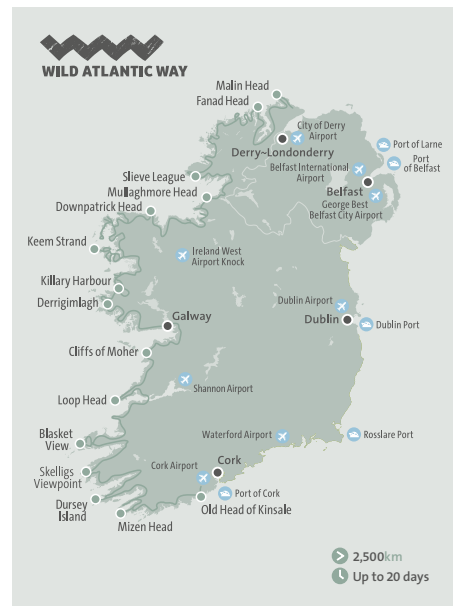 WILD ATLANTIC WAY
Malin Head
Fanad Head
City of Derry
Airport
Derry~Londonderry
Port of Larne
Port
of Belfast
Belfast International
Airport
Belfast
George Best
Belfast City Airport
Slieve League
Mullaghmore Head
Downpatrick Head
Keem Strand
Ireland West
Airport Knock
Killary Harbour
Derrigimlagh
Galway
Dublin Airport
Dublin
Dublin Port
Cliffs of Moher
Shannon Airport
Loop Head
Blasket
View
Waterford Airport
Rosslare Port
Skelligs
Viewpoint
Cork Airport
Cork
Port of Cork
Old Head of Kinsale
Dursey
Island
Mizen Head
2,500km
Up to 20 days